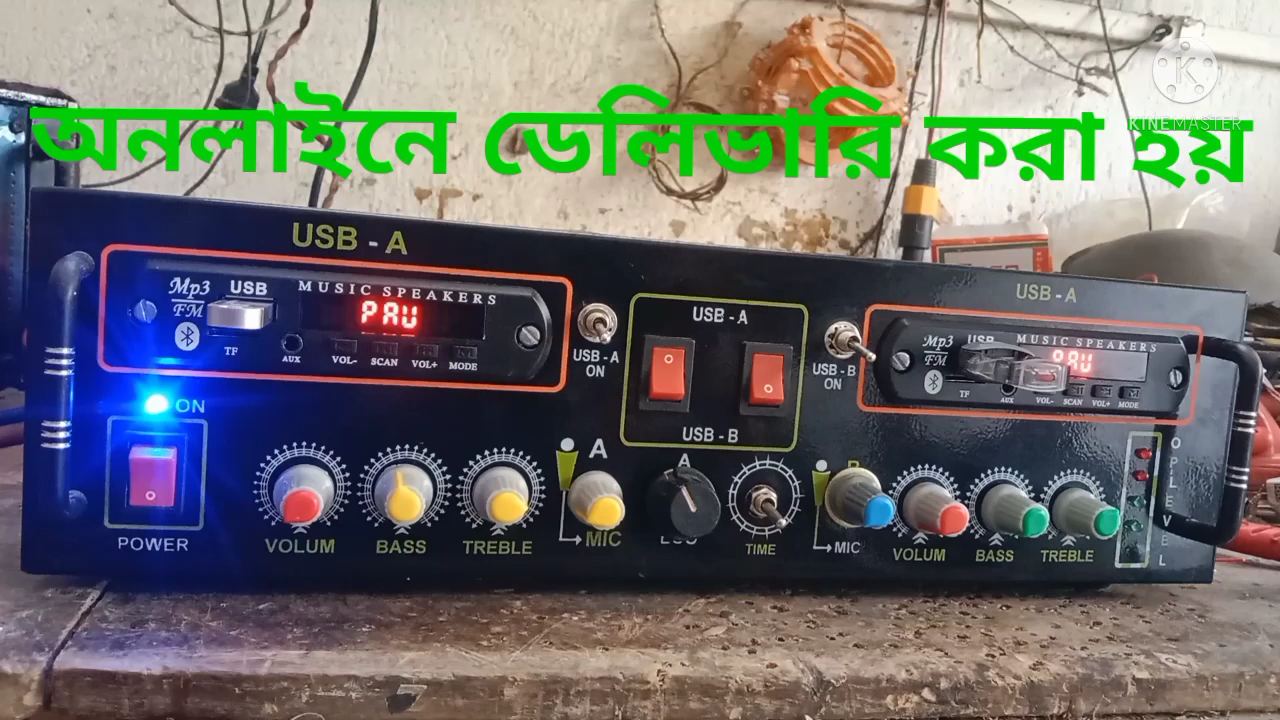 অনলাইনে ডেলিভারি করা হয়
KINEMASTER
USB - A
Mp3
FM
USB
MUSIC SPEAKERS
PAU
TF
AUX
VOL-
SCAN
VOL+
MODE
USB - A
ON
USB - A
USB - B
USB - B
ON
USB - A
Mp3
FM
USB
MUSIC SPEAKERS
PAU
TF
AUX
VOL-
SCAN
VOL+
MODE
ON
POWER
VOLUM
BASS
TREBLE
A
MIC
A
TIME
B
MIC
VOLUM
BASS
TREBLE